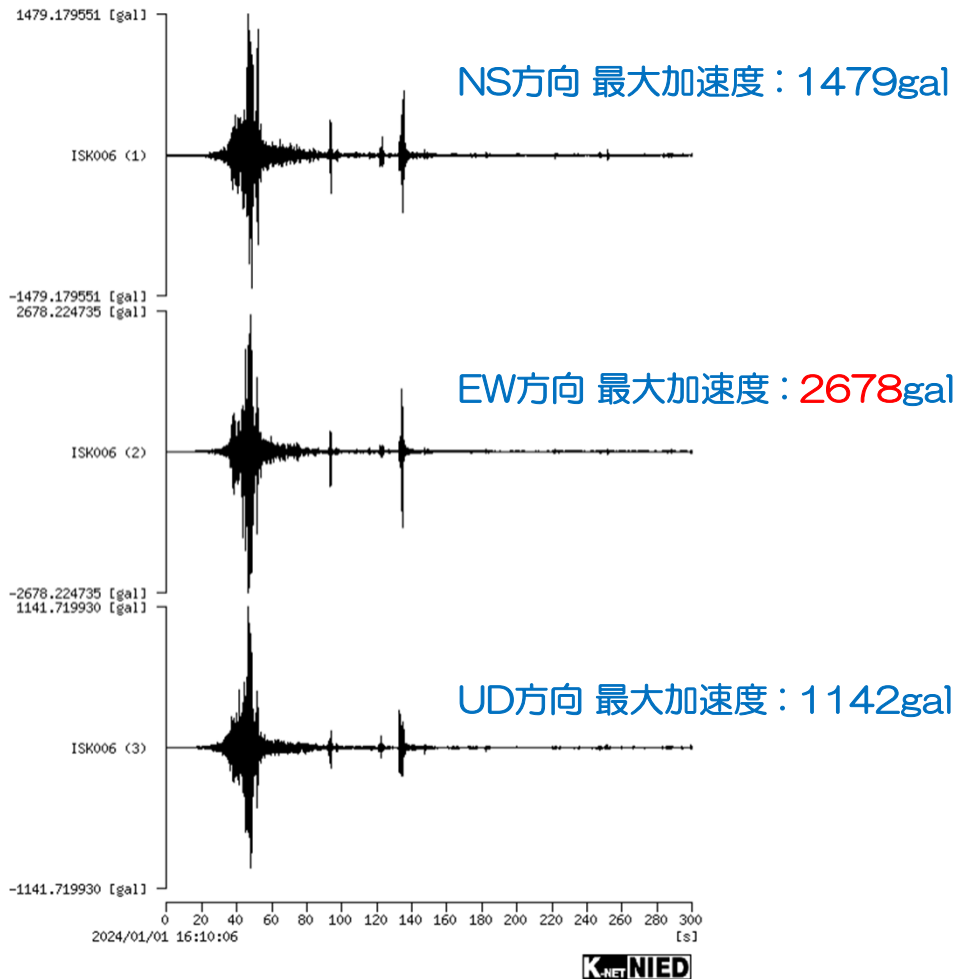 1479.179551 [gal]
NS方向 最大加速度：1479gal
ISK006 (1)
-1479.179551 [gal]
2678.224735 [gal]
EW方向 最大加速度：2678gal
ISK006 (2)
-2678.224735 [gal]
1141.719930 [gal]
UD方向 最大加速度：1142gal
ISK006 (3)
-1141.719930 [gal]
0 20 40 60 80 100 120 140 160 180 200 220 240 260 280 300
2024/01/01 16:10:06 [s]
K-NET NIED